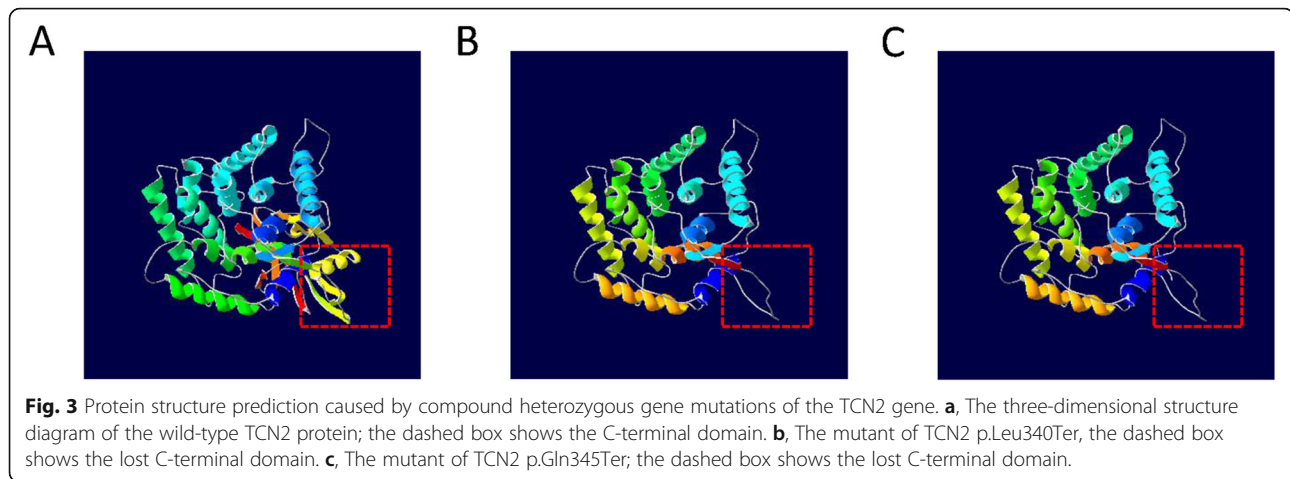 A
B
C
Fig. 3 Protein structure prediction caused by compound heterozygous gene mutations of the TCN2 gene. a, The three-dimensional structure
diagram of the wild-type TCN2 protein; the dashed box shows the C-terminal domain. b, The mutant of TCN2 p.Leu340Ter, the dashed box
shows the lost C-terminal domain. c, The mutant of TCN2 p.Gln345Ter; the dashed box shows the lost C-terminal domain.